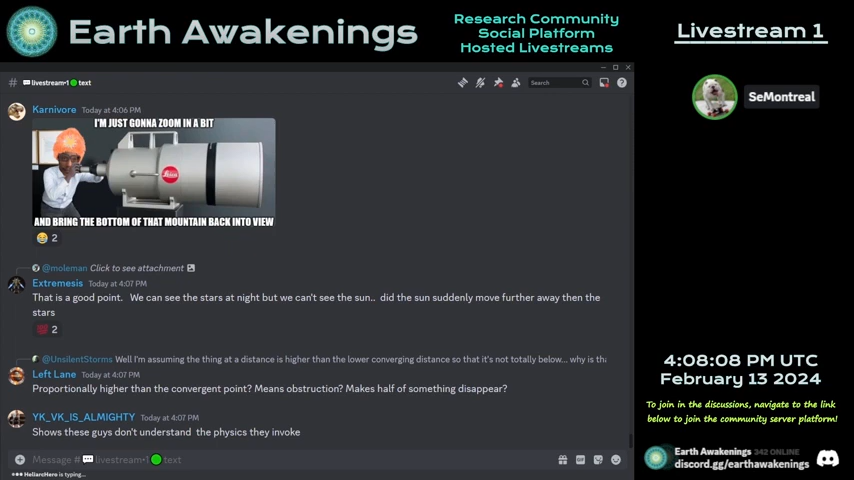 Earth Awakenings
Research Community
Social Platform
Hosted Livestreams
Livestream 1
# livestream•1 text
Search
Karnivore Today at 4:06 PM
I'M JUST GONNA ZOOM IN A BIT
Leica
AND BRING THE BOTTOM OF THAT MOUNTAIN BACK INTO VIEW
2
@moleman Click to see attachment
Extremesis Today at 4:07 PM
That is a good point. We can see the stars at night but we can't see the sun.. did the sun suddenly move further away then the
stars
2
@UnsilentStorms Well I'm assuming the thing at a distance is higher than the lower converging distance so that it's not totally below... why is tha
Left Lane Today at 4:07 PM
Proportionally higher than the convergent point? Means obstruction? Makes half of something disappear?
YK_VK_IS_ALMIGHTY Today at 4:07 PM
Shows these guys don't understand the physics they invoke
Message # livestream•1 text
GIF
HeliarcHero is typing...
SeMontreal
4:08:08 PM UTC
February 13 2024
To join in the discussions, navigate to the link
below to join the community server platform!
Earth Awakenings 342 ONLINE
discord.gg/earthawakenings